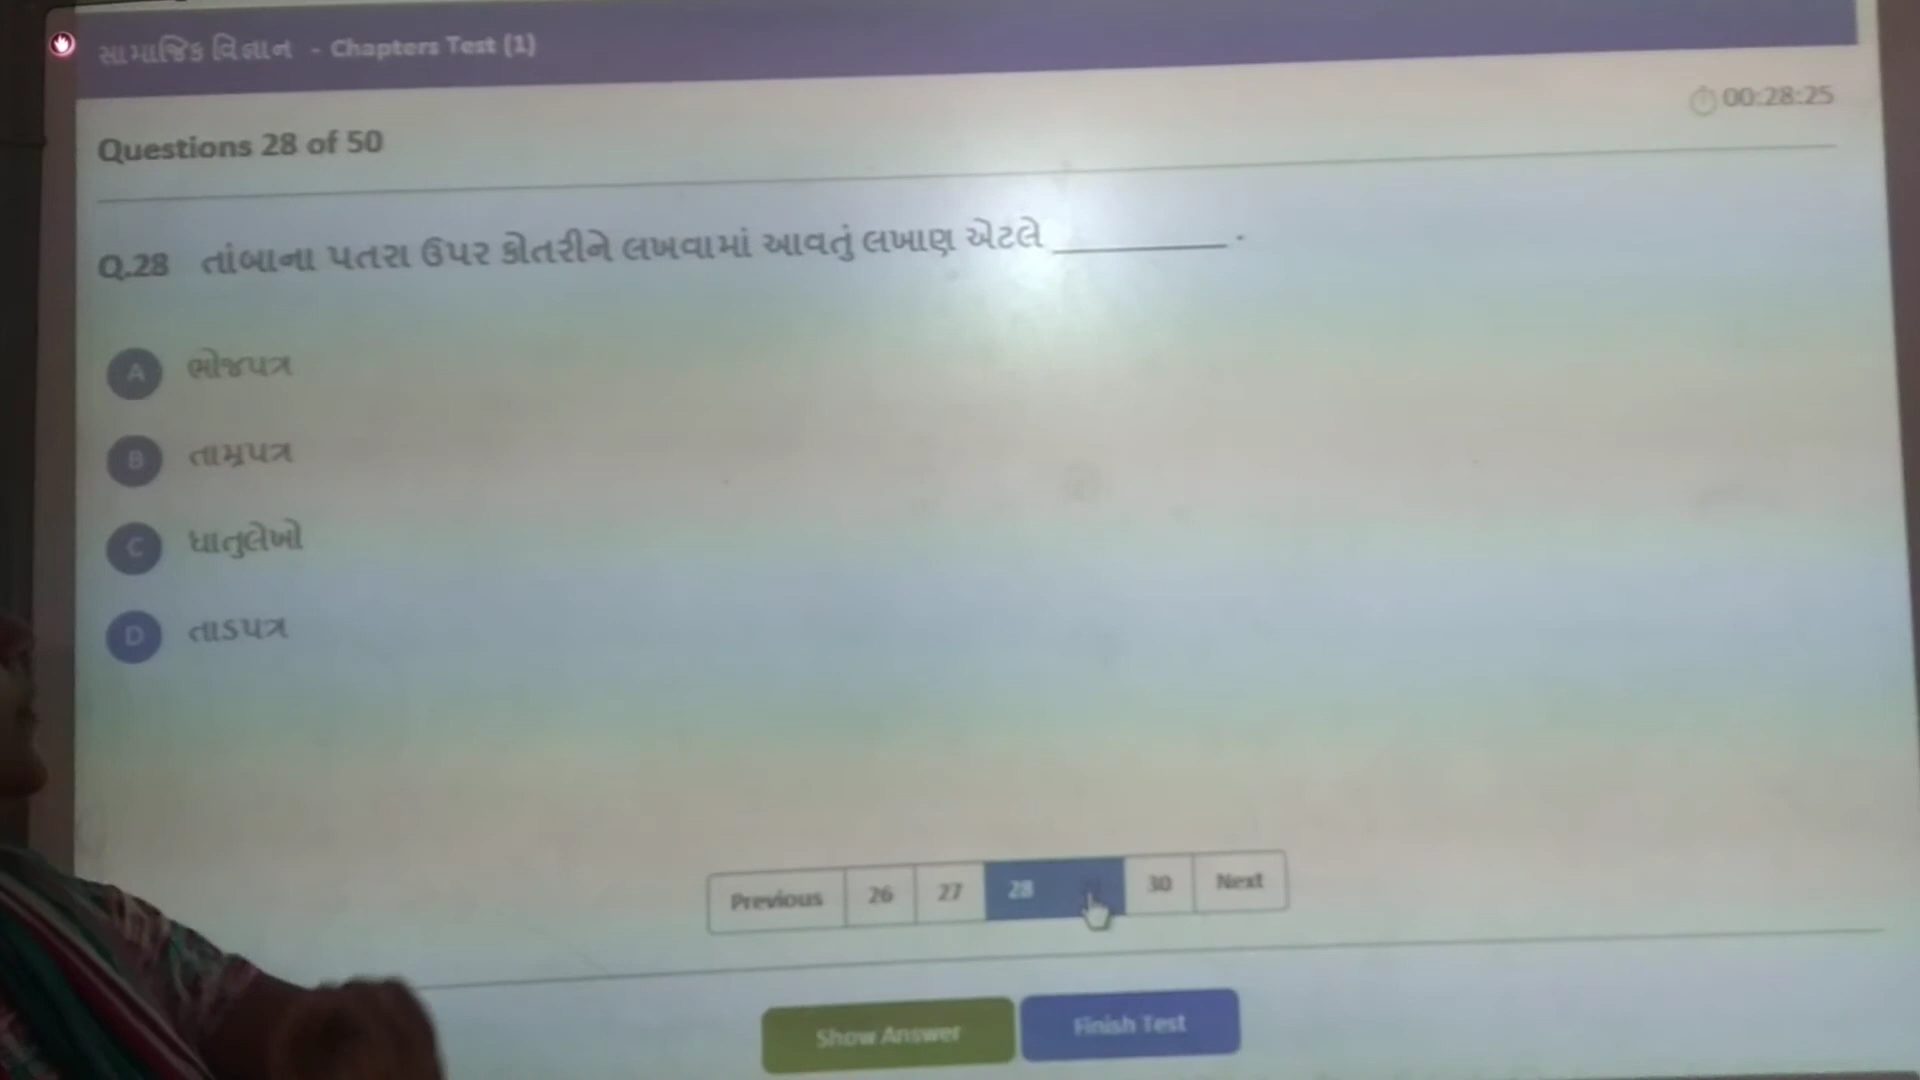 સામાજિક વિજ્ઞાન - Chapters Test (1)
00:28:25
Questions 28 of 50
Q.28 તાંબાના પતરા ઉપર કોતરીને લખવામાં આવતું લખાણ એટલે __________ .
A ભોજપત્ર
B તામ્રપત્ર
C ધાતુલેખો
D તાડપત્ર
Previous 26 27 28 30 Next
Show Answer Finish Test